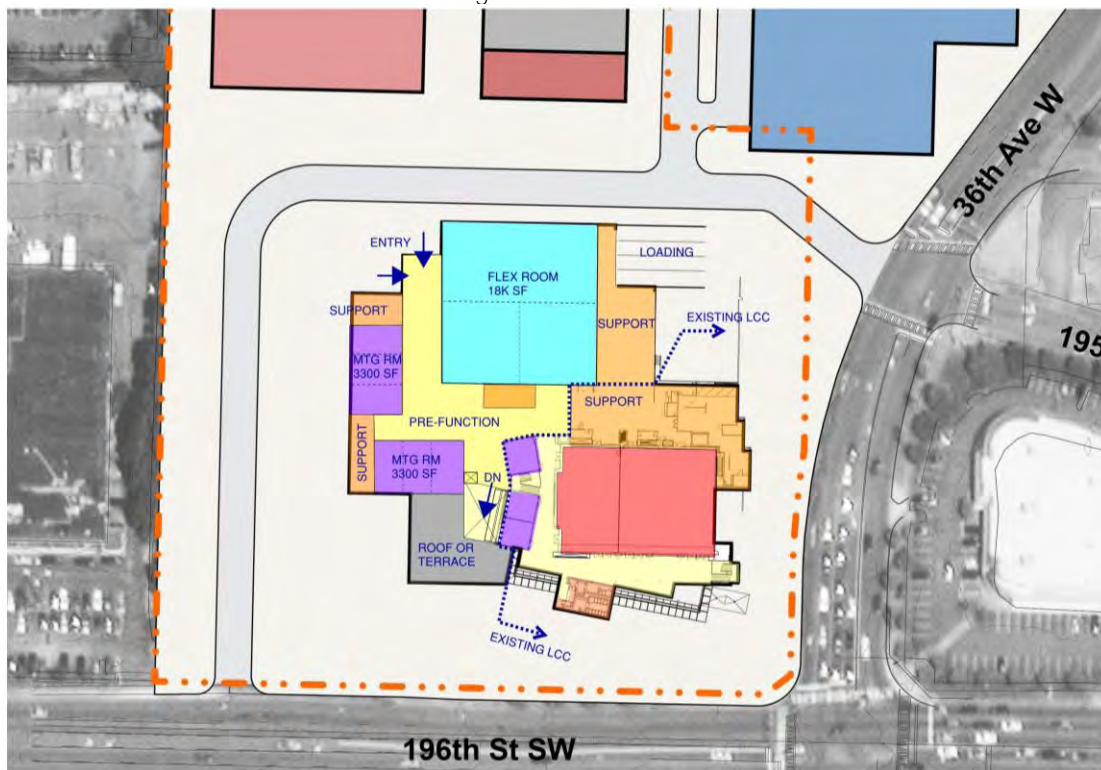 36th Ave W
ENTRY
LOADING
FLEX ROOM
18K SF
SUPPORT
SUPPORT
EXISTING LCC
195
MTG RM
3300 SF
SUPPORT
PRE-FUNCTION
SUPPORT
MTG RM
3300 SF
DN
ROOF OR
TERRACE
EXISTING LCC
196th St SW